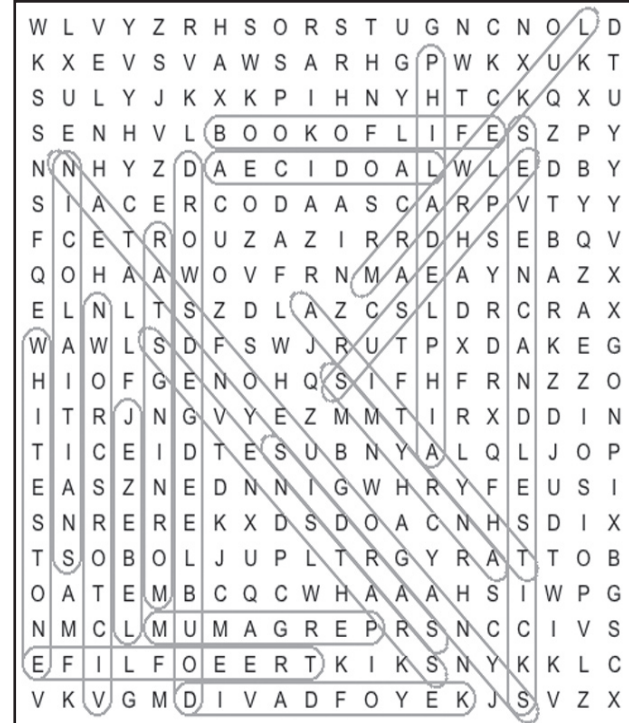 W L V Y Z R H S O R S T U G N C N O L D
K X E V S V A W S A R H G P W K X U K T
S U L Y J K X K P I H N Y H T C K Q X U
S E N H V L B O O K O F L I F E S Z P Y
N N H Y Z D A E C I D O A L W L E D B Y
S I A C E R C O D A A S C A R P V T Y Y
F C E T R O U Z A Z I R R D H S E B Q V
Q O H A A W O V F R N M A E A Y N A Z X
E L N L T S Z D L A Z C S L D R C R A X
W A W L S D F S W J R U T P X D A K E G
H I O F G E N O H Q S I F H F R N Z Z O
I T R J N G V Y E Z M M T I R X D D I N
T I C E I D T E S U B N Y A L Q L J O P
E A S Z N E D N N I G W H R Y F E U S I
S N R E R E K X D S D O A C N H S D I X
T S O B O L J U P L T R G Y R A T T O B
O A T E M B C Q C W H A A A H S I W P G
N M C L M U M A G R E P R S N C C I V S
E F I L F O E E R T K I K S N Y K K L C
V K V G M D I V A D F O Y E K J S V Z X